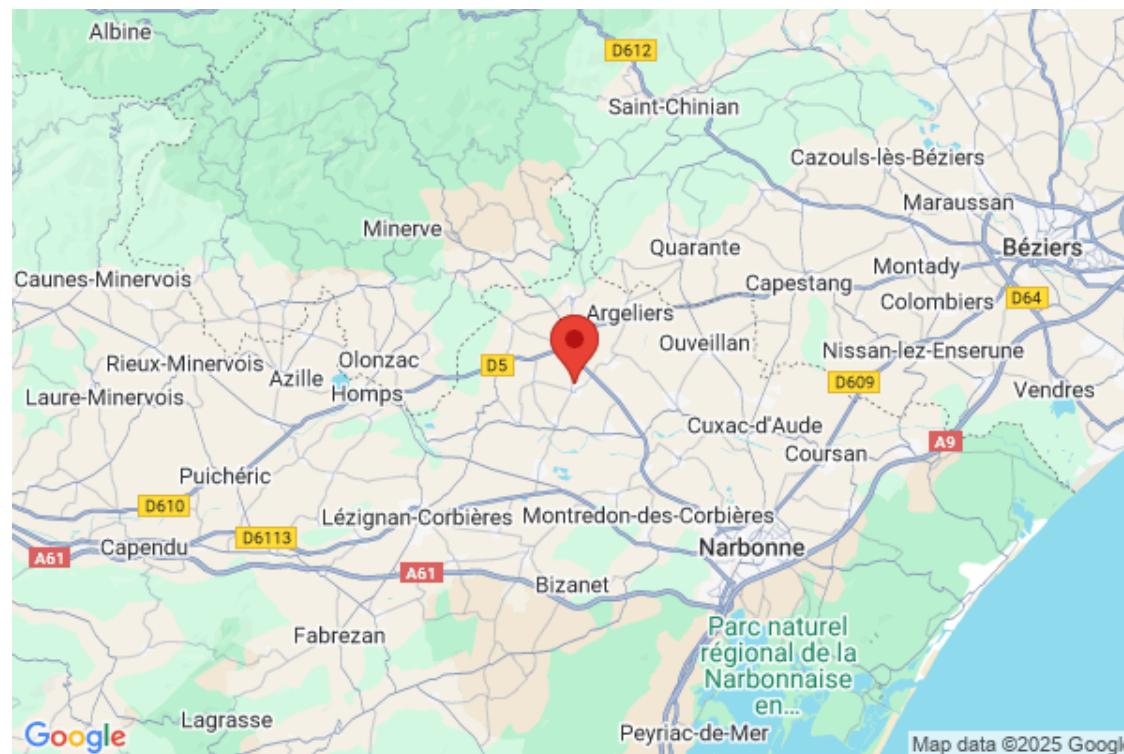 Albine
D612
Saint-Chinian
Cazouls-lès-Béziers
Maraussan
Minerve
Quarante
Béziers
Caunes-Minervois
Capestang
Montady
Argeliers
Colombiers
D64
Rieux-Minervois
Olonzac
D5
Ouveillan
Nissan-lez-Enserune
Azille
Homps
D609
Vendres
Laure-Minervois
Cuxac-d'Aude
A9
Coursan
Puichéric
D610
Lézignan-Corbières
Montredon-des-Corbières
D6113
Capendu
A61
Narbonne
A61
Bizanet
Fabrezan
Parc naturel
régional de la
Narbonnaise
en...
Lagrasse
Peyriac-de-Mer
Google
Map data ©2025 Google